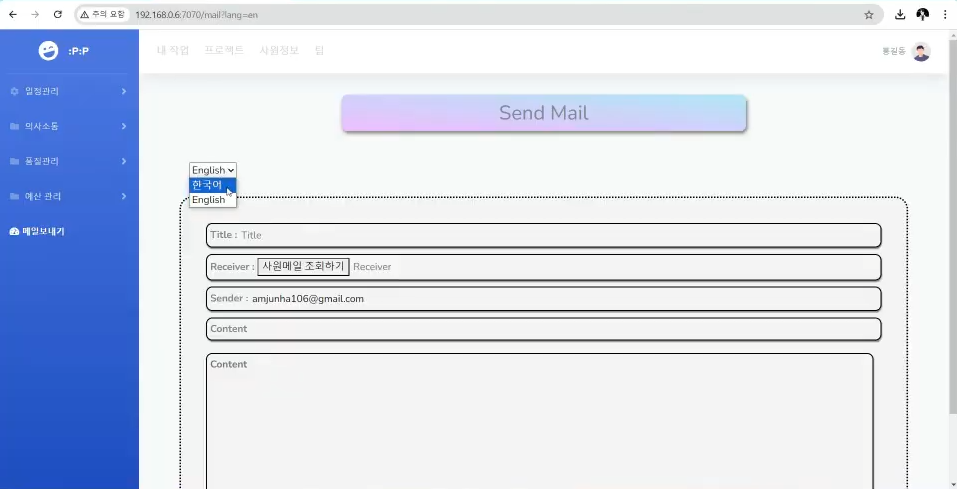 주의 요함 192.168.0.6:7070/mail?lang=en
:P:P
내 작업 프로젝트 사원정보 팀 홍길동
일정관리
의사소통
품질관리
예산 관리
메일보내기
Send Mail
English
한국어
English
Title : Title
Receiver : 사원메일 조회하기 Receiver
Sender : amjunha106@gmail.com
Content
Content